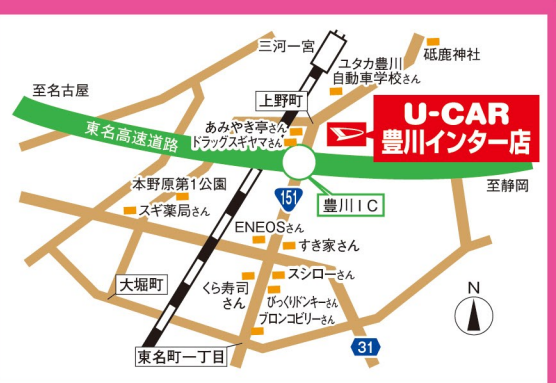 三河一宮
砥鹿神社
ユタカ豊川
自動車学校さん
至名古屋
上野町
U-CAR
豊川インター店
東名高速道路
あみやき亭さん
ドラッグスギヤマさん
本野原第1公園
至静岡
151
豊川IC
スギ薬局さん
ENEOSさん
すき家さん
大堀町
くら寿司
さん
スシローさん
びっくりドンキーさん
ブロンコビリーさん
N
東名町一丁目
31